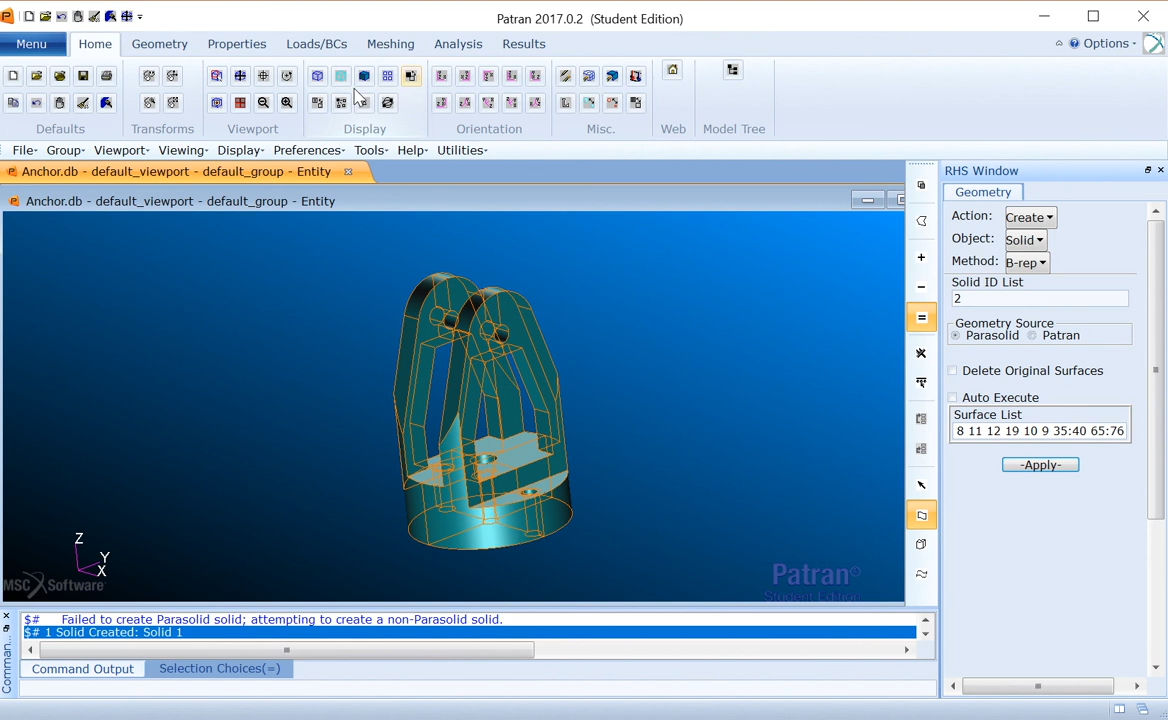 Patran 2017.0.2 (Student Edition)
Menu
Home
Geometry
Properties
Loads/BCs
Meshing
Analysis
Results
Options
Defaults
Transforms
Viewport
Display
Orientation
Misc.
Web
Model Tree
File
Group
Viewport
Viewing
Display
Preferences
Tools
Help
Utilities
Anchor.db - default_viewport - default_group - Entity
Anchor.db - default_viewport - default_group - Entity
RHS Window
Geometry
Action: Create
Object: Solid
Method: B-rep
Solid ID List
2
Geometry Source
Parasolid Patran
Delete Original Surfaces
Auto Execute
Surface List
8 11 12 19 10 9 35:40 65:76
-Apply-
Z
Y
X
MSC Software
Patran
Student Edition
$# Failed to create Parasolid solid; attempting to create a non-Parasolid solid.
$# 1 Solid Created: Solid 1
Comman...
Command Output
Selection Choices(=)